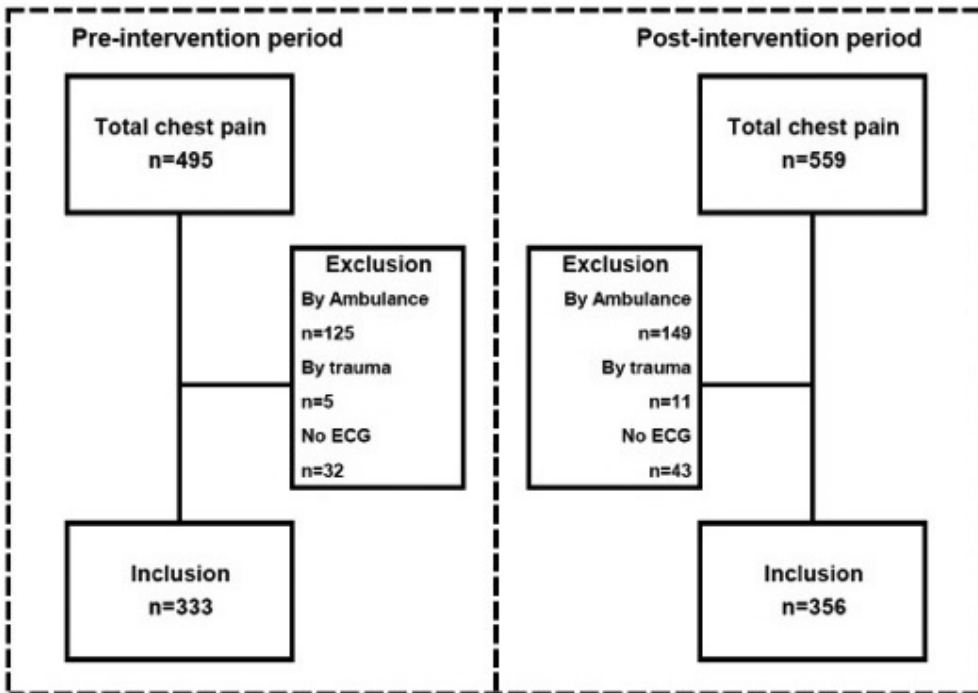 Pre-intervention period
Total chest pain
n=495
Exclusion
By Ambulance
n=125
By trauma
n=5
No ECG
n=32
Inclusion
n=333
Post-intervention period
Total chest pain
n=559
Exclusion
By Ambulance
n=149
By trauma
n=11
No ECG
n=43
Inclusion
n=356